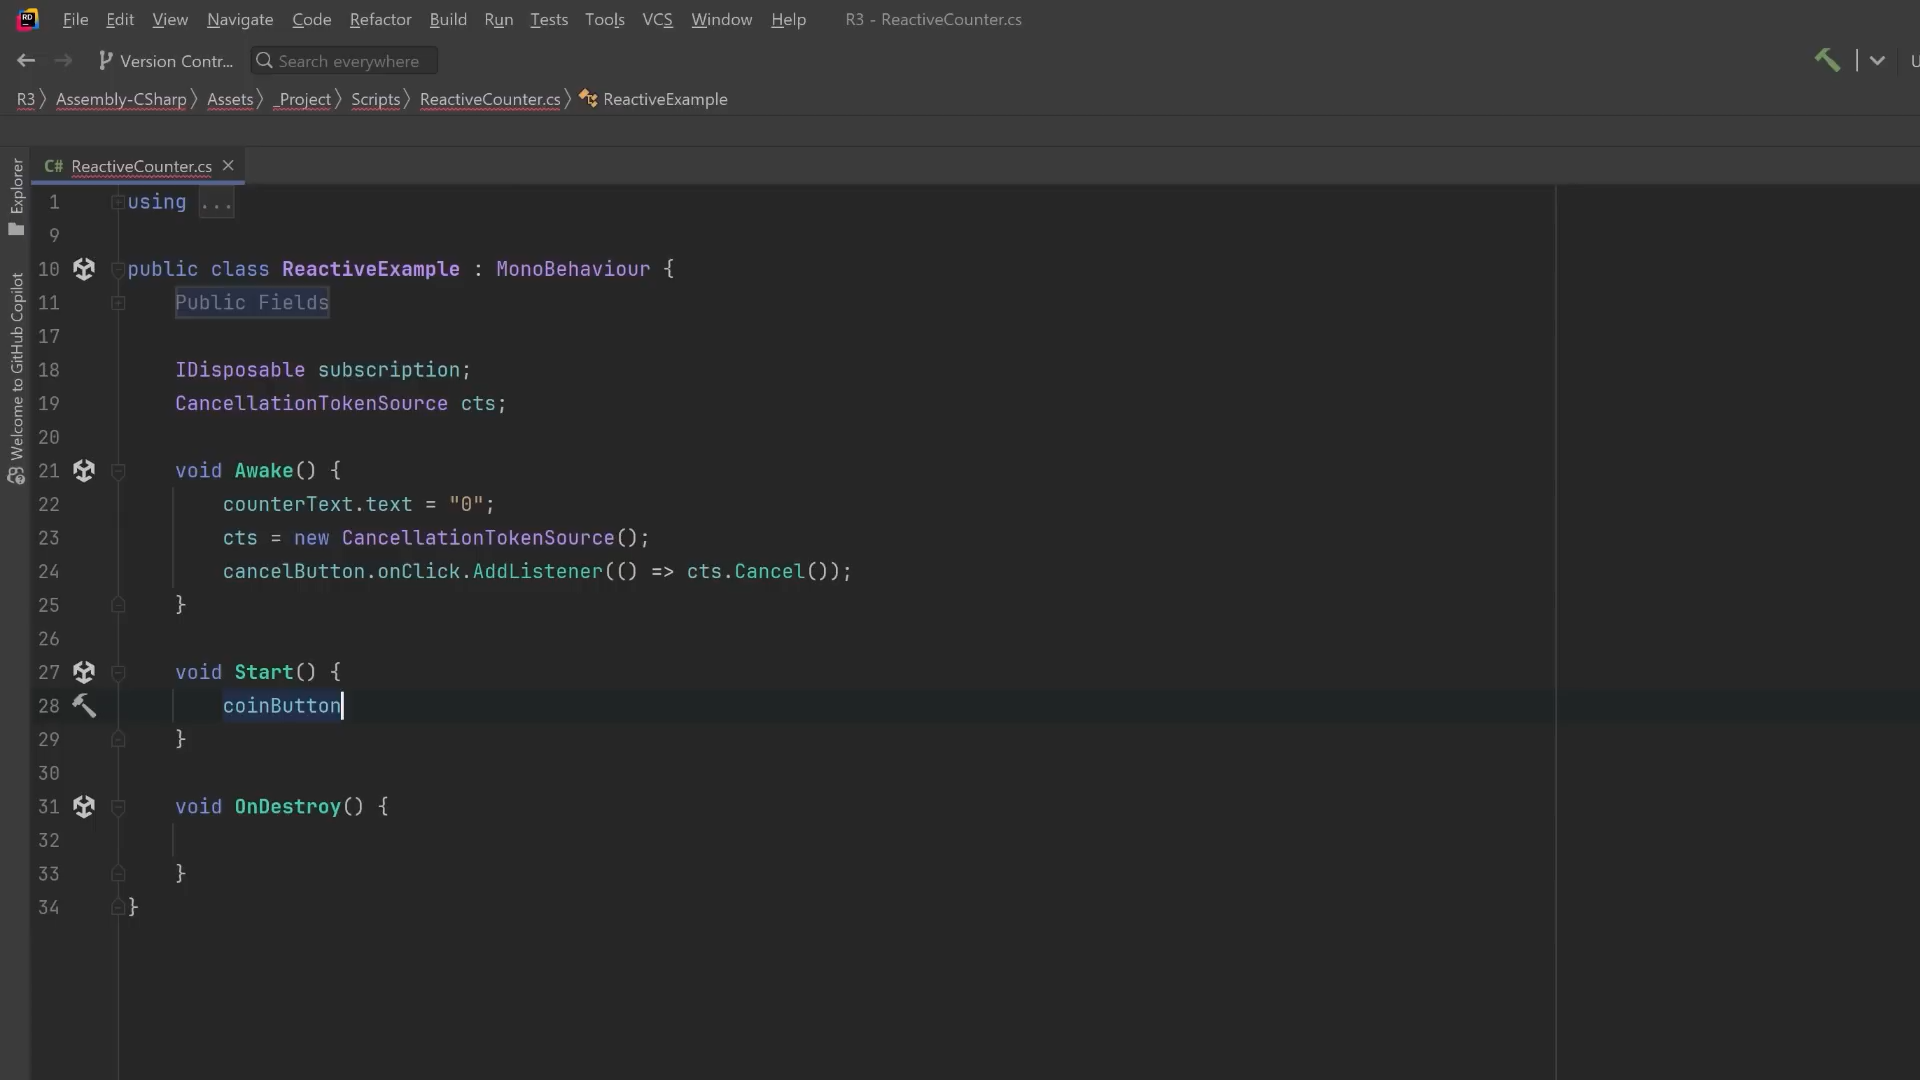 File Edit View Navigate Code Refactor Build Run Tests Tools VCS Window Help R3 - ReactiveCounter.cs
Version Contr... Search everywhere U
R3 Assembly-CSharp Assets _Project Scripts ReactiveCounter.cs ReactiveExample
Explorer
Welcome to GitHub Copilot
C# ReactiveCounter.cs
1 using ...
9
10 public class ReactiveExample : MonoBehaviour {
11 Public Fields
17
18 IDisposable subscription;
19 CancellationTokenSource cts;
20
21 void Awake() {
22 counterText.text = "0";
23 cts = new CancellationTokenSource();
24 cancelButton.onClick.AddListener(() => cts.Cancel());
25 }
26
27 void Start() {
28 coinButton
29 }
30
31 void OnDestroy() {
32
33 }
34 }